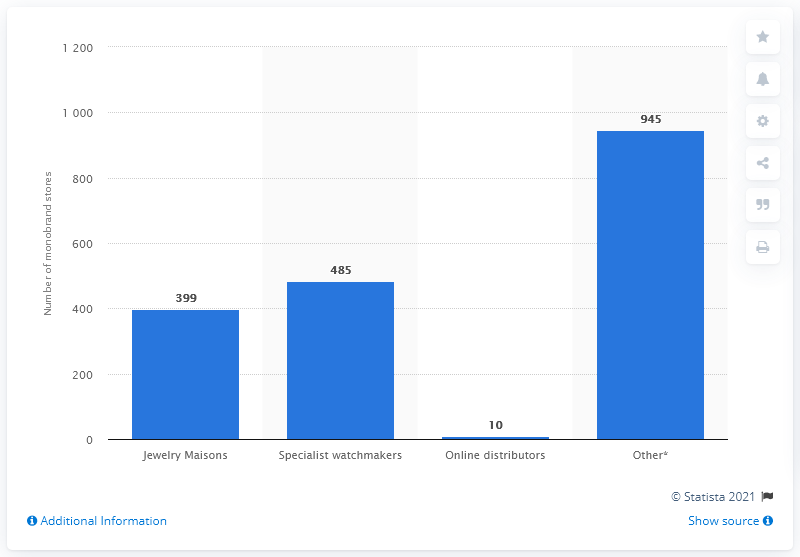 1 200
1 000
800
600
400
200
0
Number of monobrand stores
399
485
10
945
Jewelry Maisons
Specialist watchmakers
Online distributors
Other*
© Statista 2021
Additional Information
Show source